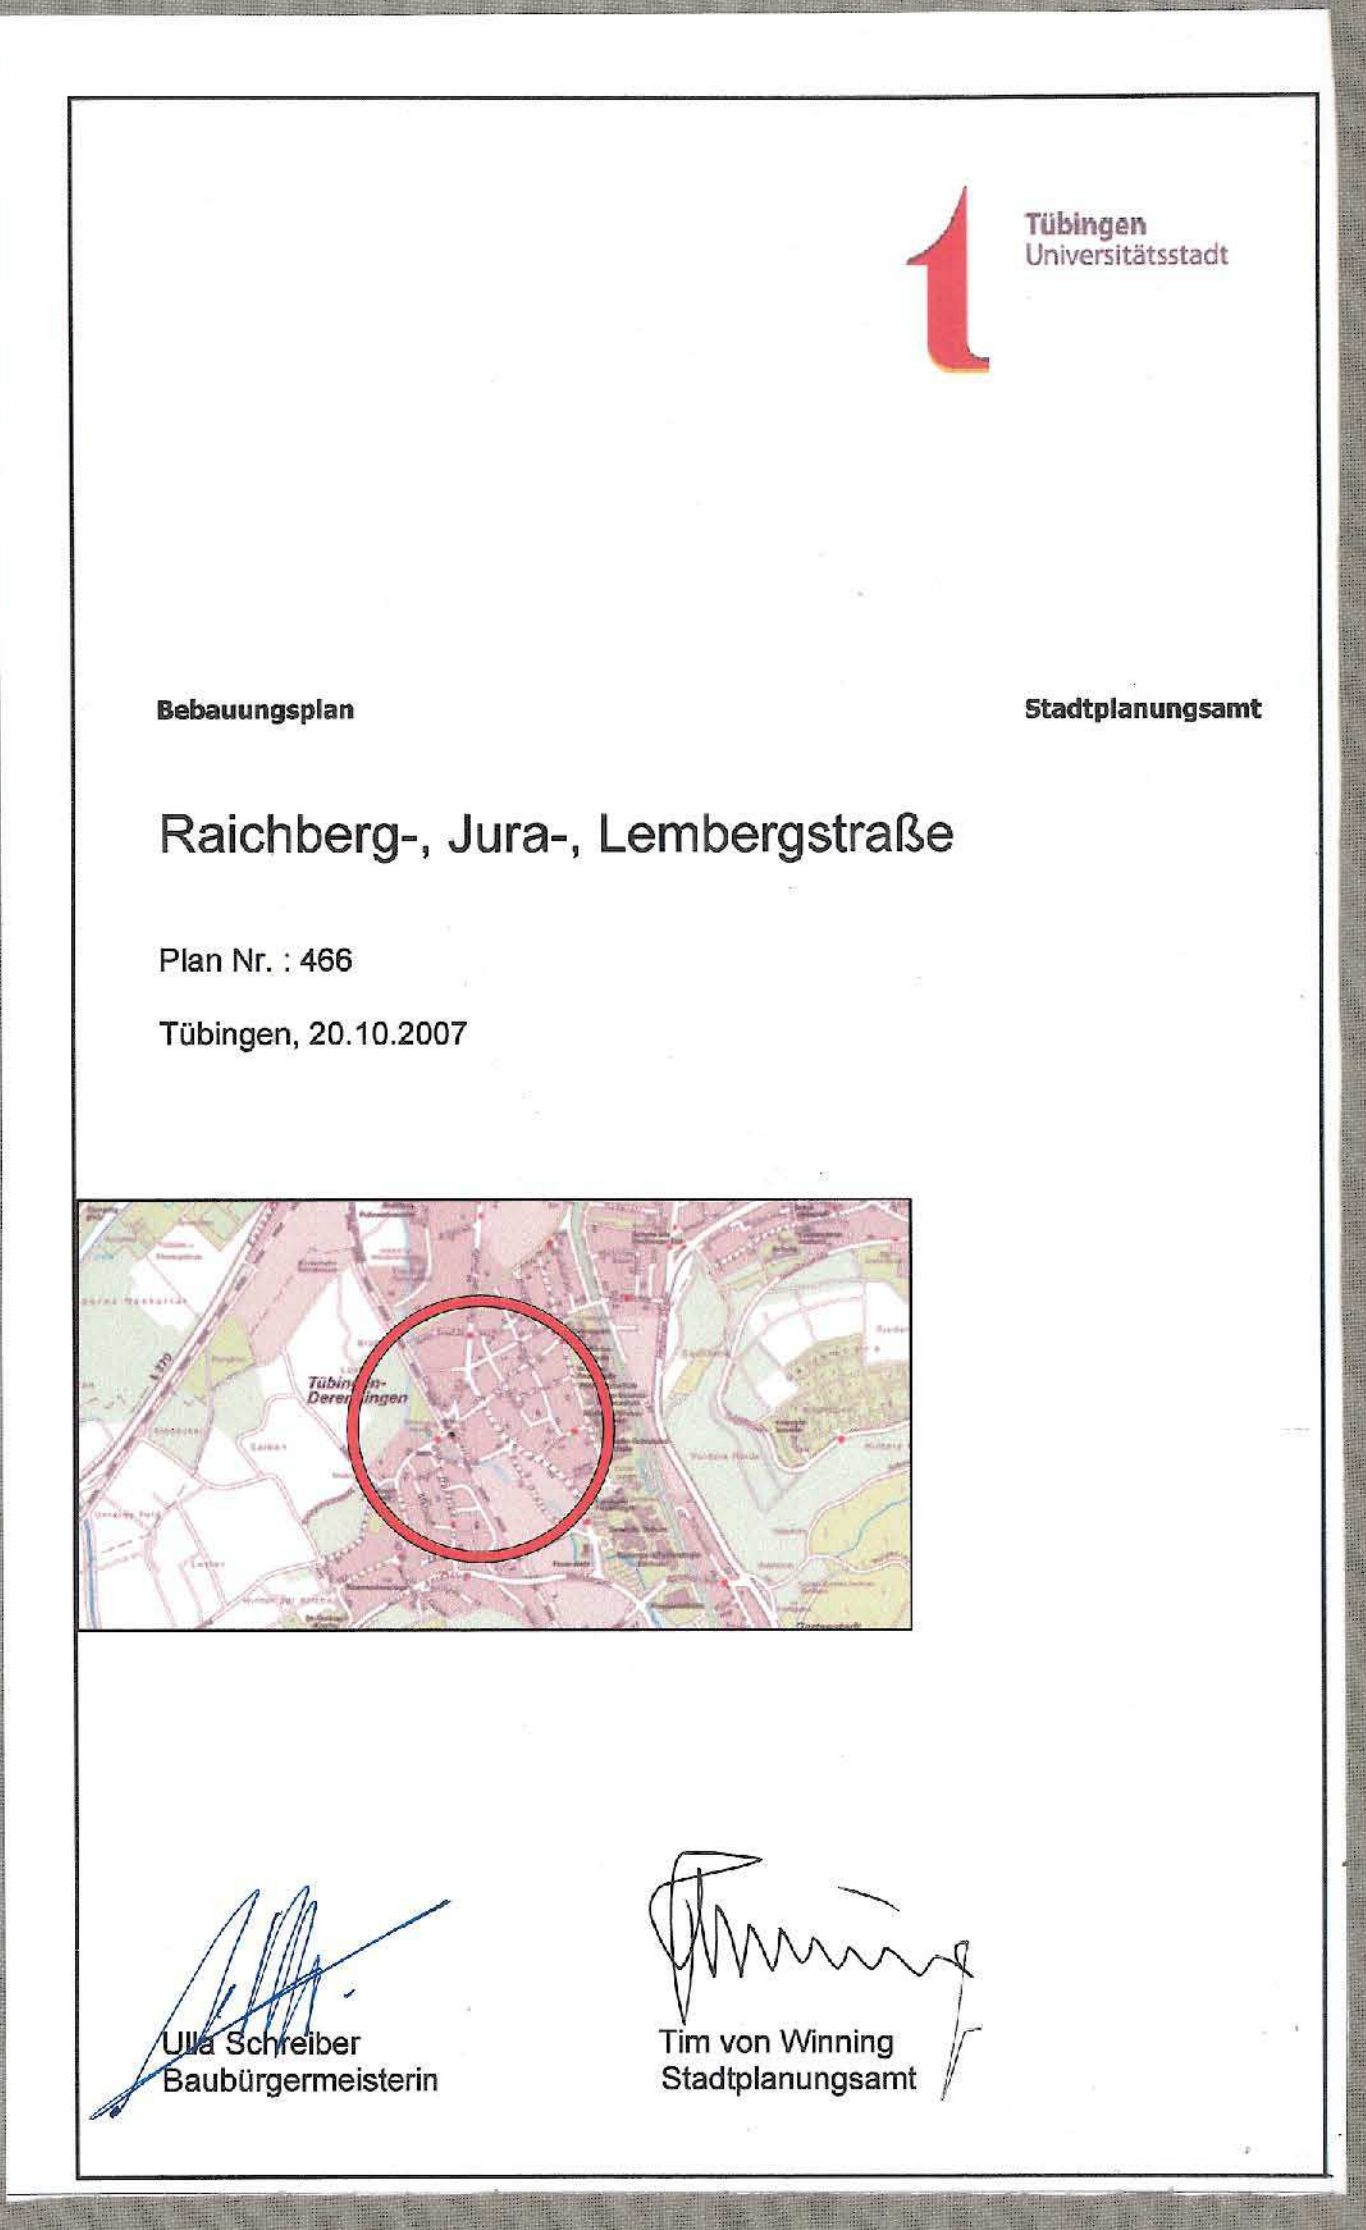 Tübingen
Universitätsstadt
Bebauungsplan
Stadtplanungsamt
Raichberg-, Jura-, Lembergstraße
Plan Nr. : 466
Tübingen, 20.10.2007
Tübingen-
Derendingen
Ulla Schreiber
Baubürgermeisterin
Tim von Winning
Stadtplanungsamt